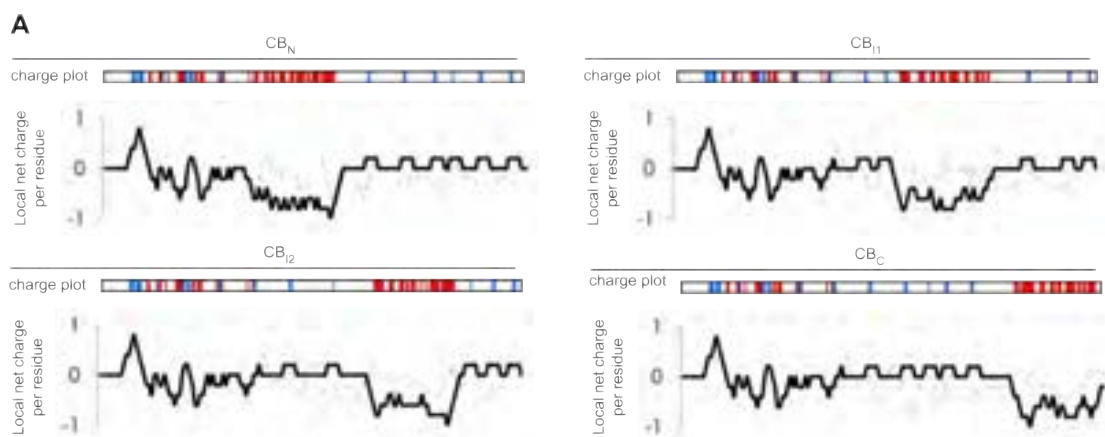 A
CB_N
charge plot
Local net charge
per residue
1
0
-1
CB_I1
charge plot
Local net charge
per residue
1
0
-1
CB_I2
charge plot
Local net charge
per residue
1
0
-1
CB_C
charge plot
Local net charge
per residue
1
0
-1